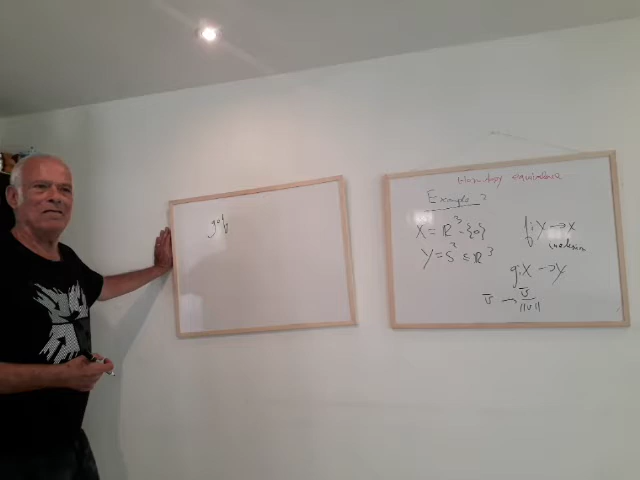 g∘f
homotopy equivalence
Example 2
X = ℝ³ - {0}
Y = S² ⊆ ℝ³
f: Y → X
inclusion
g: X → Y
v̄ → v̄ / ||v̄||